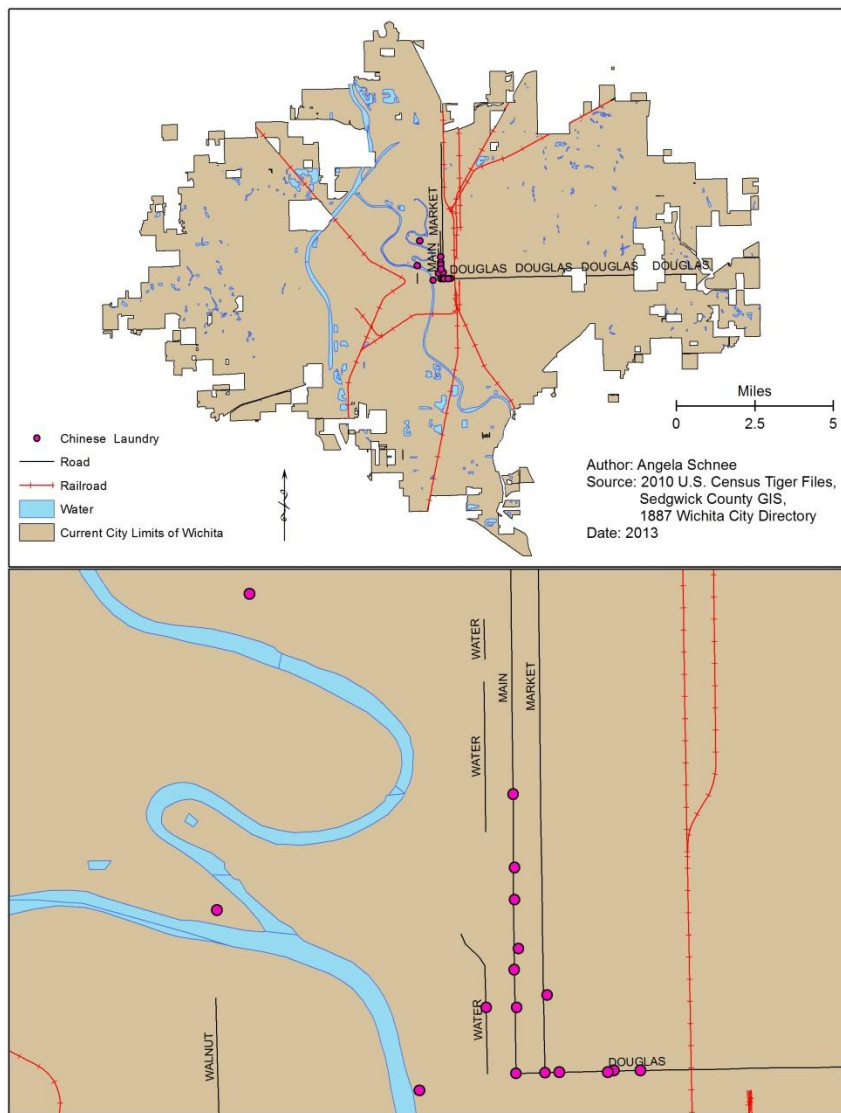 MARKET
MAIN
DOUGLAS DOUGLAS DOUGLAS DOUGLAS
Miles
0 2.5 5
Chinese Laundry
Road
Railroad
Water
Current City Limits of Wichita
Author: Angela Schnee
Source: 2010 U.S. Census Tiger Files,
Sedgwick County GIS,
1887 Wichita City Directory
Date: 2013
WATER
MAIN
MARKET
WATER
WATER
WALNUT
DOUGLAS